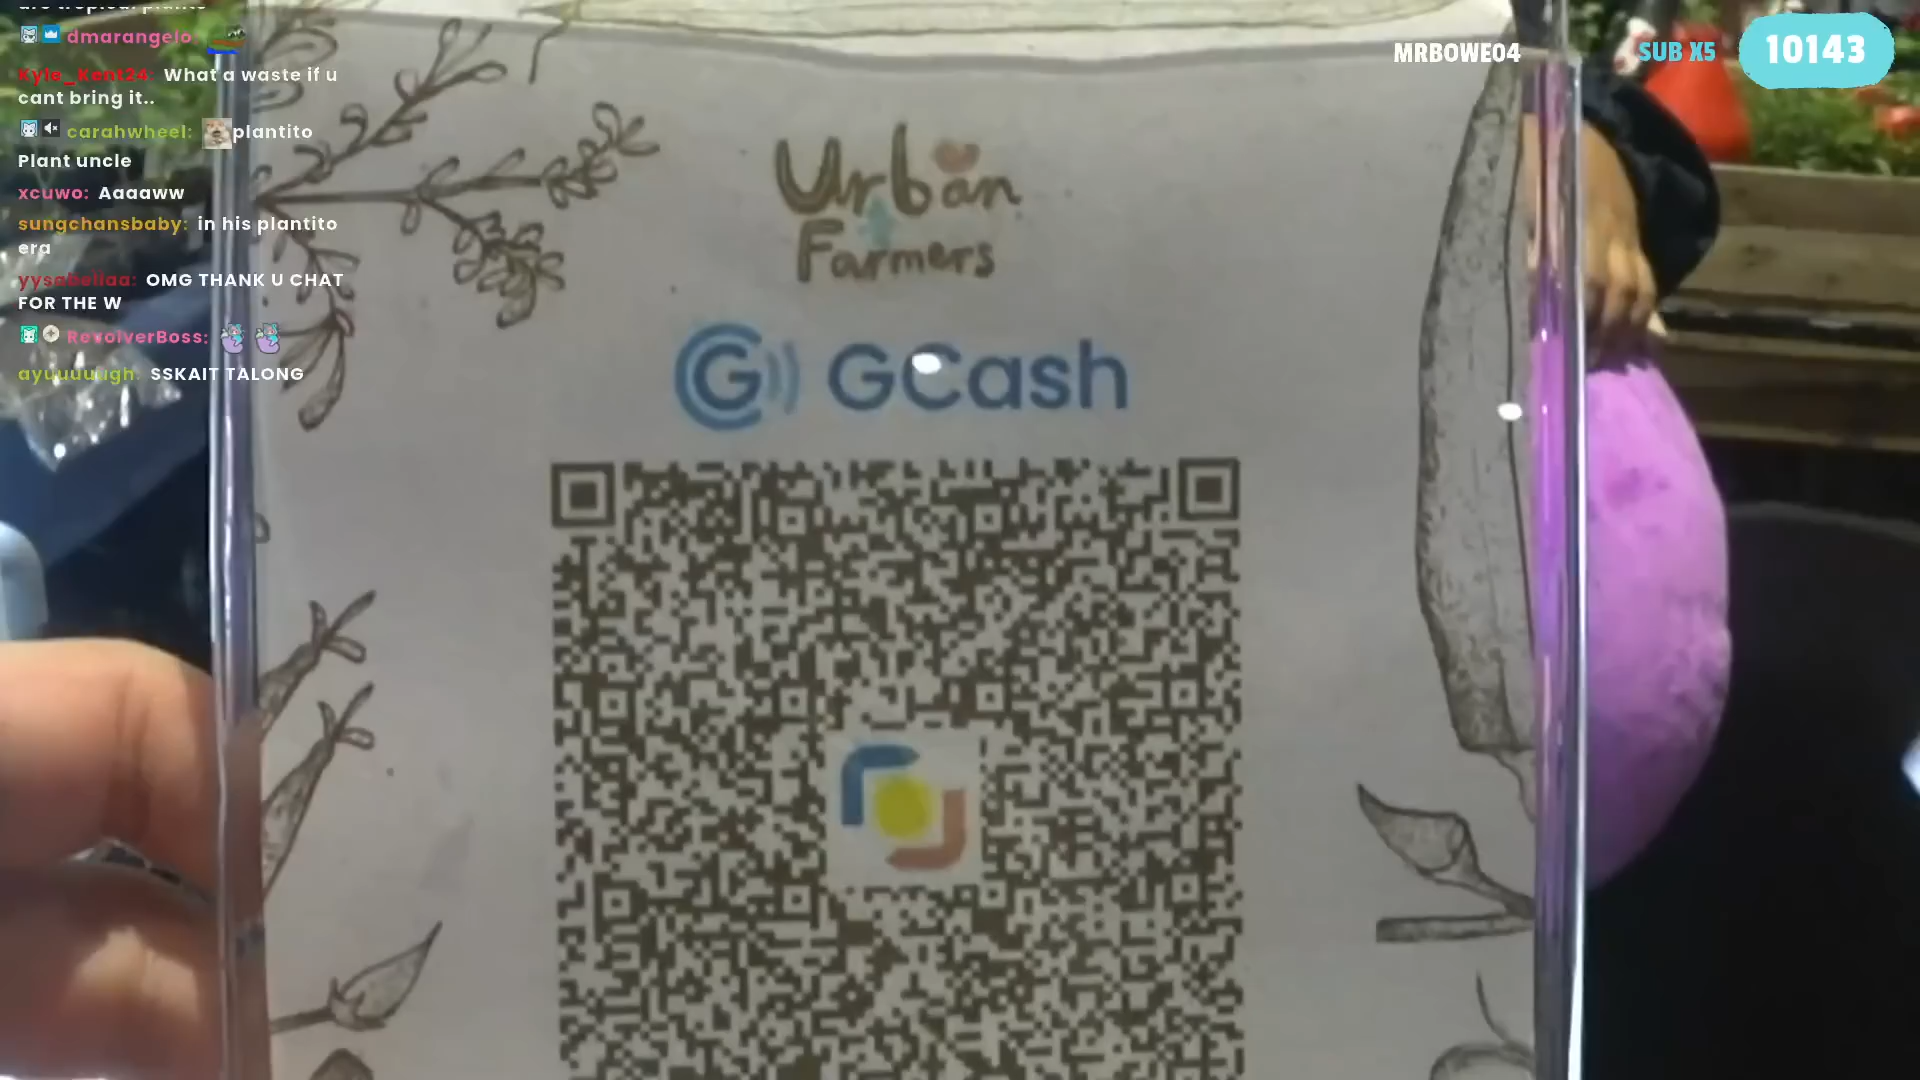 dmarangelo
Kyle_Kent24: What a waste if u
cant bring it..
carahwheel: plantito
Plant uncle
xcuwo: Aaaaww
sungchansbaby: in his plantito
era
yysabellaa: OMG THANK U CHAT
FOR THE W
RevolverBoss:
ayuuuuugh: SSKAIT TALONG
MRBOWE04
SUB X5
10143
Urban
Farmers
GCash